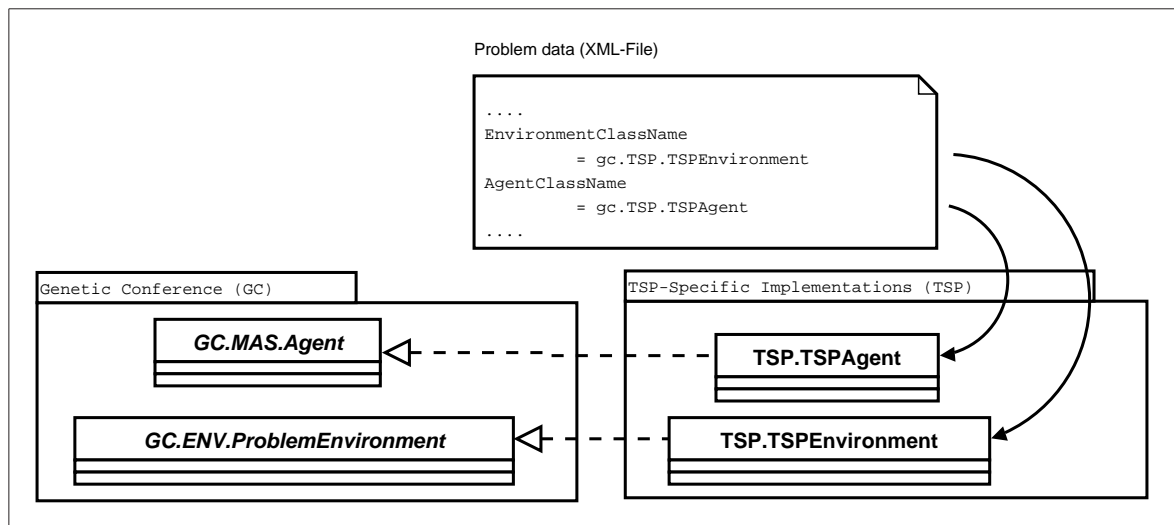 Problem data (XML-File)
....
EnvironmentClassName
= gc.TSP.TSPEnvironment
AgentClassName
= gc.TSP.TSPAgent
....
Genetic Conference (GC)
GC.MAS.Agent
GC.ENV.ProblemEnvironment
TSP-Specific Implementations (TSP)
TSP.TSPAgent
TSP.TSPEnvironment